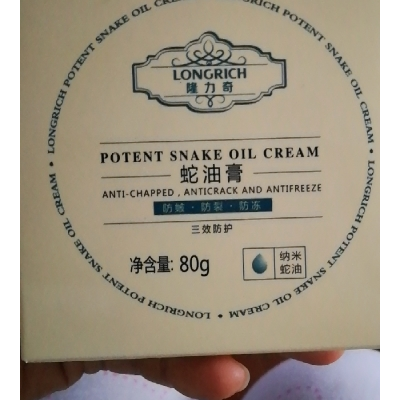 LONGRICH POTENT SNAKE OIL CREAM · LONGRICH POTENT SNAKE OIL CREAM · LONGRICH POTENT SNAKE OIL CREAM ·
LONGRICH
隆力奇
POTENT SNAKE OIL CREAM
蛇油膏
ANTI-CHAPPED , ANTICRACK AND ANTIFREEZE
防皴 · 防裂 · 防冻
三效防护
净含量: 80g
纳米
蛇油